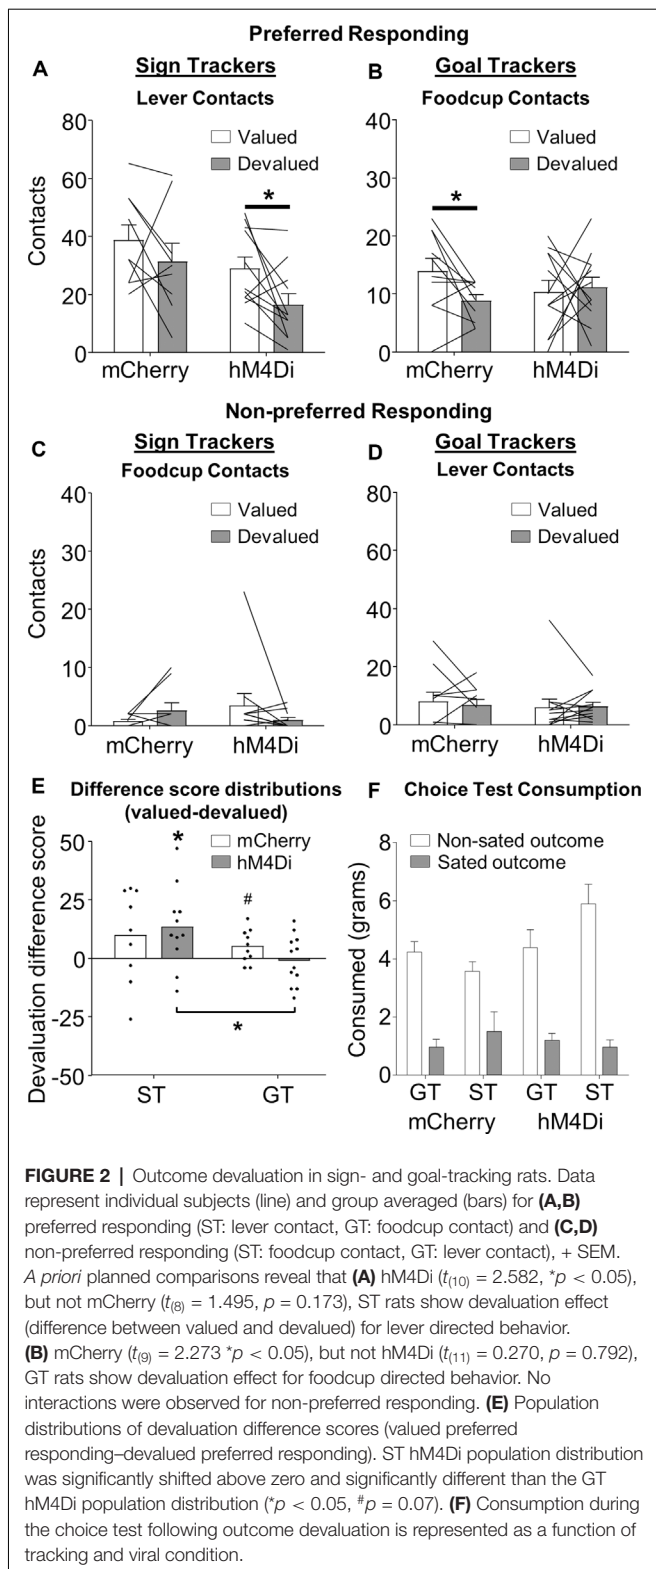 Preferred Responding
A
Sign Trackers
Lever Contacts
80
60
40
20
0
Contacts
Valued
Devalued
*
mCherry
hM4Di
B
Goal Trackers
Foodcup Contacts
40
30
20
10
0
Valued
Devalued
*
mCherry
hM4Di
Non-preferred Responding
C
Sign Trackers
Foodcup Contacts
40
30
20
10
0
Contacts
Valued
Devalued
mCherry
hM4Di
D
Goal Trackers
Lever Contacts
80
60
40
20
0
Valued
Devalued
mCherry
hM4Di
E
Difference score distributions
(valued-devalued)
50
25
0
-25
-50
Devaluation difference score
mCherry
hM4Di
*
#
*
ST
GT
F
Choice Test Consumption
8
6
4
2
0
Consumed (grams)
Non-sated outcome
Sated outcome
GT ST GT ST
mCherry hM4Di
FIGURE 2 | Outcome devaluation in sign- and goal-tracking rats. Data
represent individual subjects (line) and group averaged (bars) for (A,B)
preferred responding (ST: lever contact, GT: foodcup contact) and (C,D)
non-preferred responding (ST: foodcup contact, GT: lever contact), + SEM.
A priori planned comparisons reveal that (A) hM4Di (t(10) = 2.582, *p < 0.05),
but not mCherry (t(8) = 1.495, p = 0.173), ST rats show devaluation effect
(difference between valued and devalued) for lever directed behavior.
(B) mCherry (t(9) = 2.273 *p < 0.05), but not hM4Di (t(11) = 0.270, p = 0.792),
GT rats show devaluation effect for foodcup directed behavior. No
interactions were observed for non-preferred responding. (E) Population
distributions of devaluation difference scores (valued preferred
responding–devalued preferred responding). ST hM4Di population distribution
was significantly shifted above zero and significantly different than the GT
hM4Di population distribution (*p < 0.05, #p = 0.07). (F) Consumption during
the choice test following outcome devaluation is represented as a function of
tracking and viral condition.